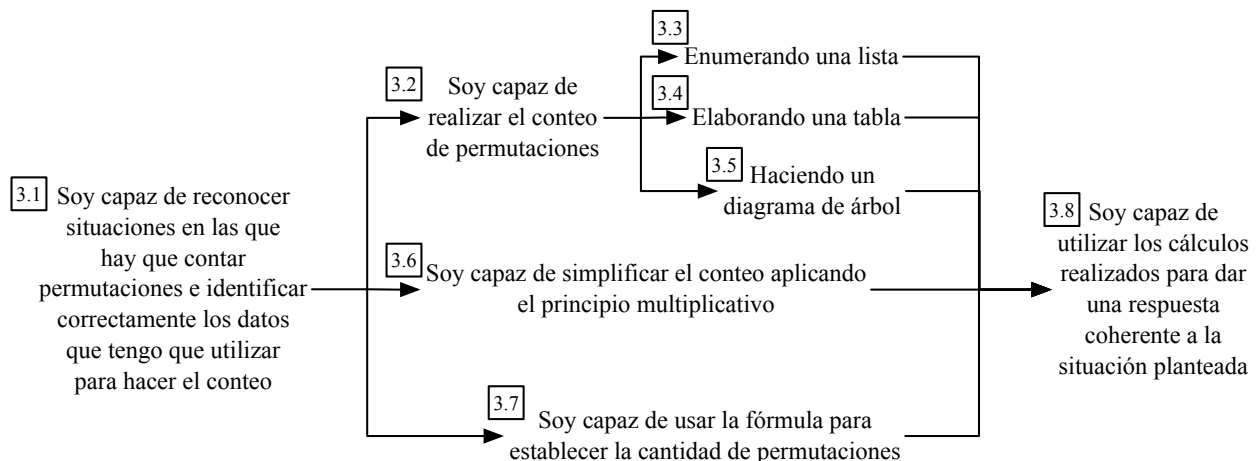 3.1 Soy capaz de reconocer
situaciones en las que
hay que contar
permutaciones e identificar
correctamente los datos
que tengo que utilizar
para hacer el conteo
3.2 Soy capaz de
realizar el conteo
de permutaciones
3.3
Enumerando una lista
3.4
Elaborando una tabla
3.5 Haciendo un
diagrama de árbol
3.6
Soy capaz de simplificar el conteo aplicando
el principio multiplicativo
3.7
Soy capaz de usar la fórmula para
establecer la cantidad de permutaciones
3.8 Soy capaz de
utilizar los cálculos
realizados para dar
una respuesta
coherente a la
situación planteada